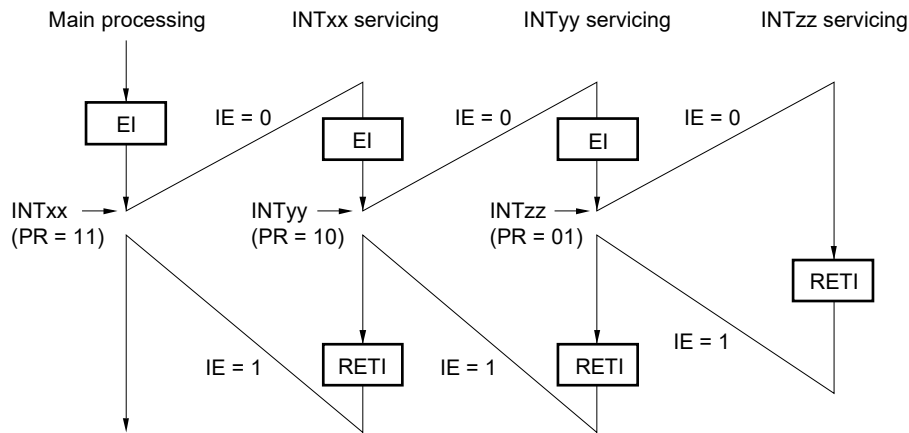 Main processing
INTxx servicing
INTyy servicing
INTzz servicing
EI
IE = 0
EI
IE = 0
EI
IE = 0
INTxx
(PR = 11)
INTyy
(PR = 10)
INTzz
(PR = 01)
RETI
IE = 1
RETI
IE = 1
RETI
IE = 1